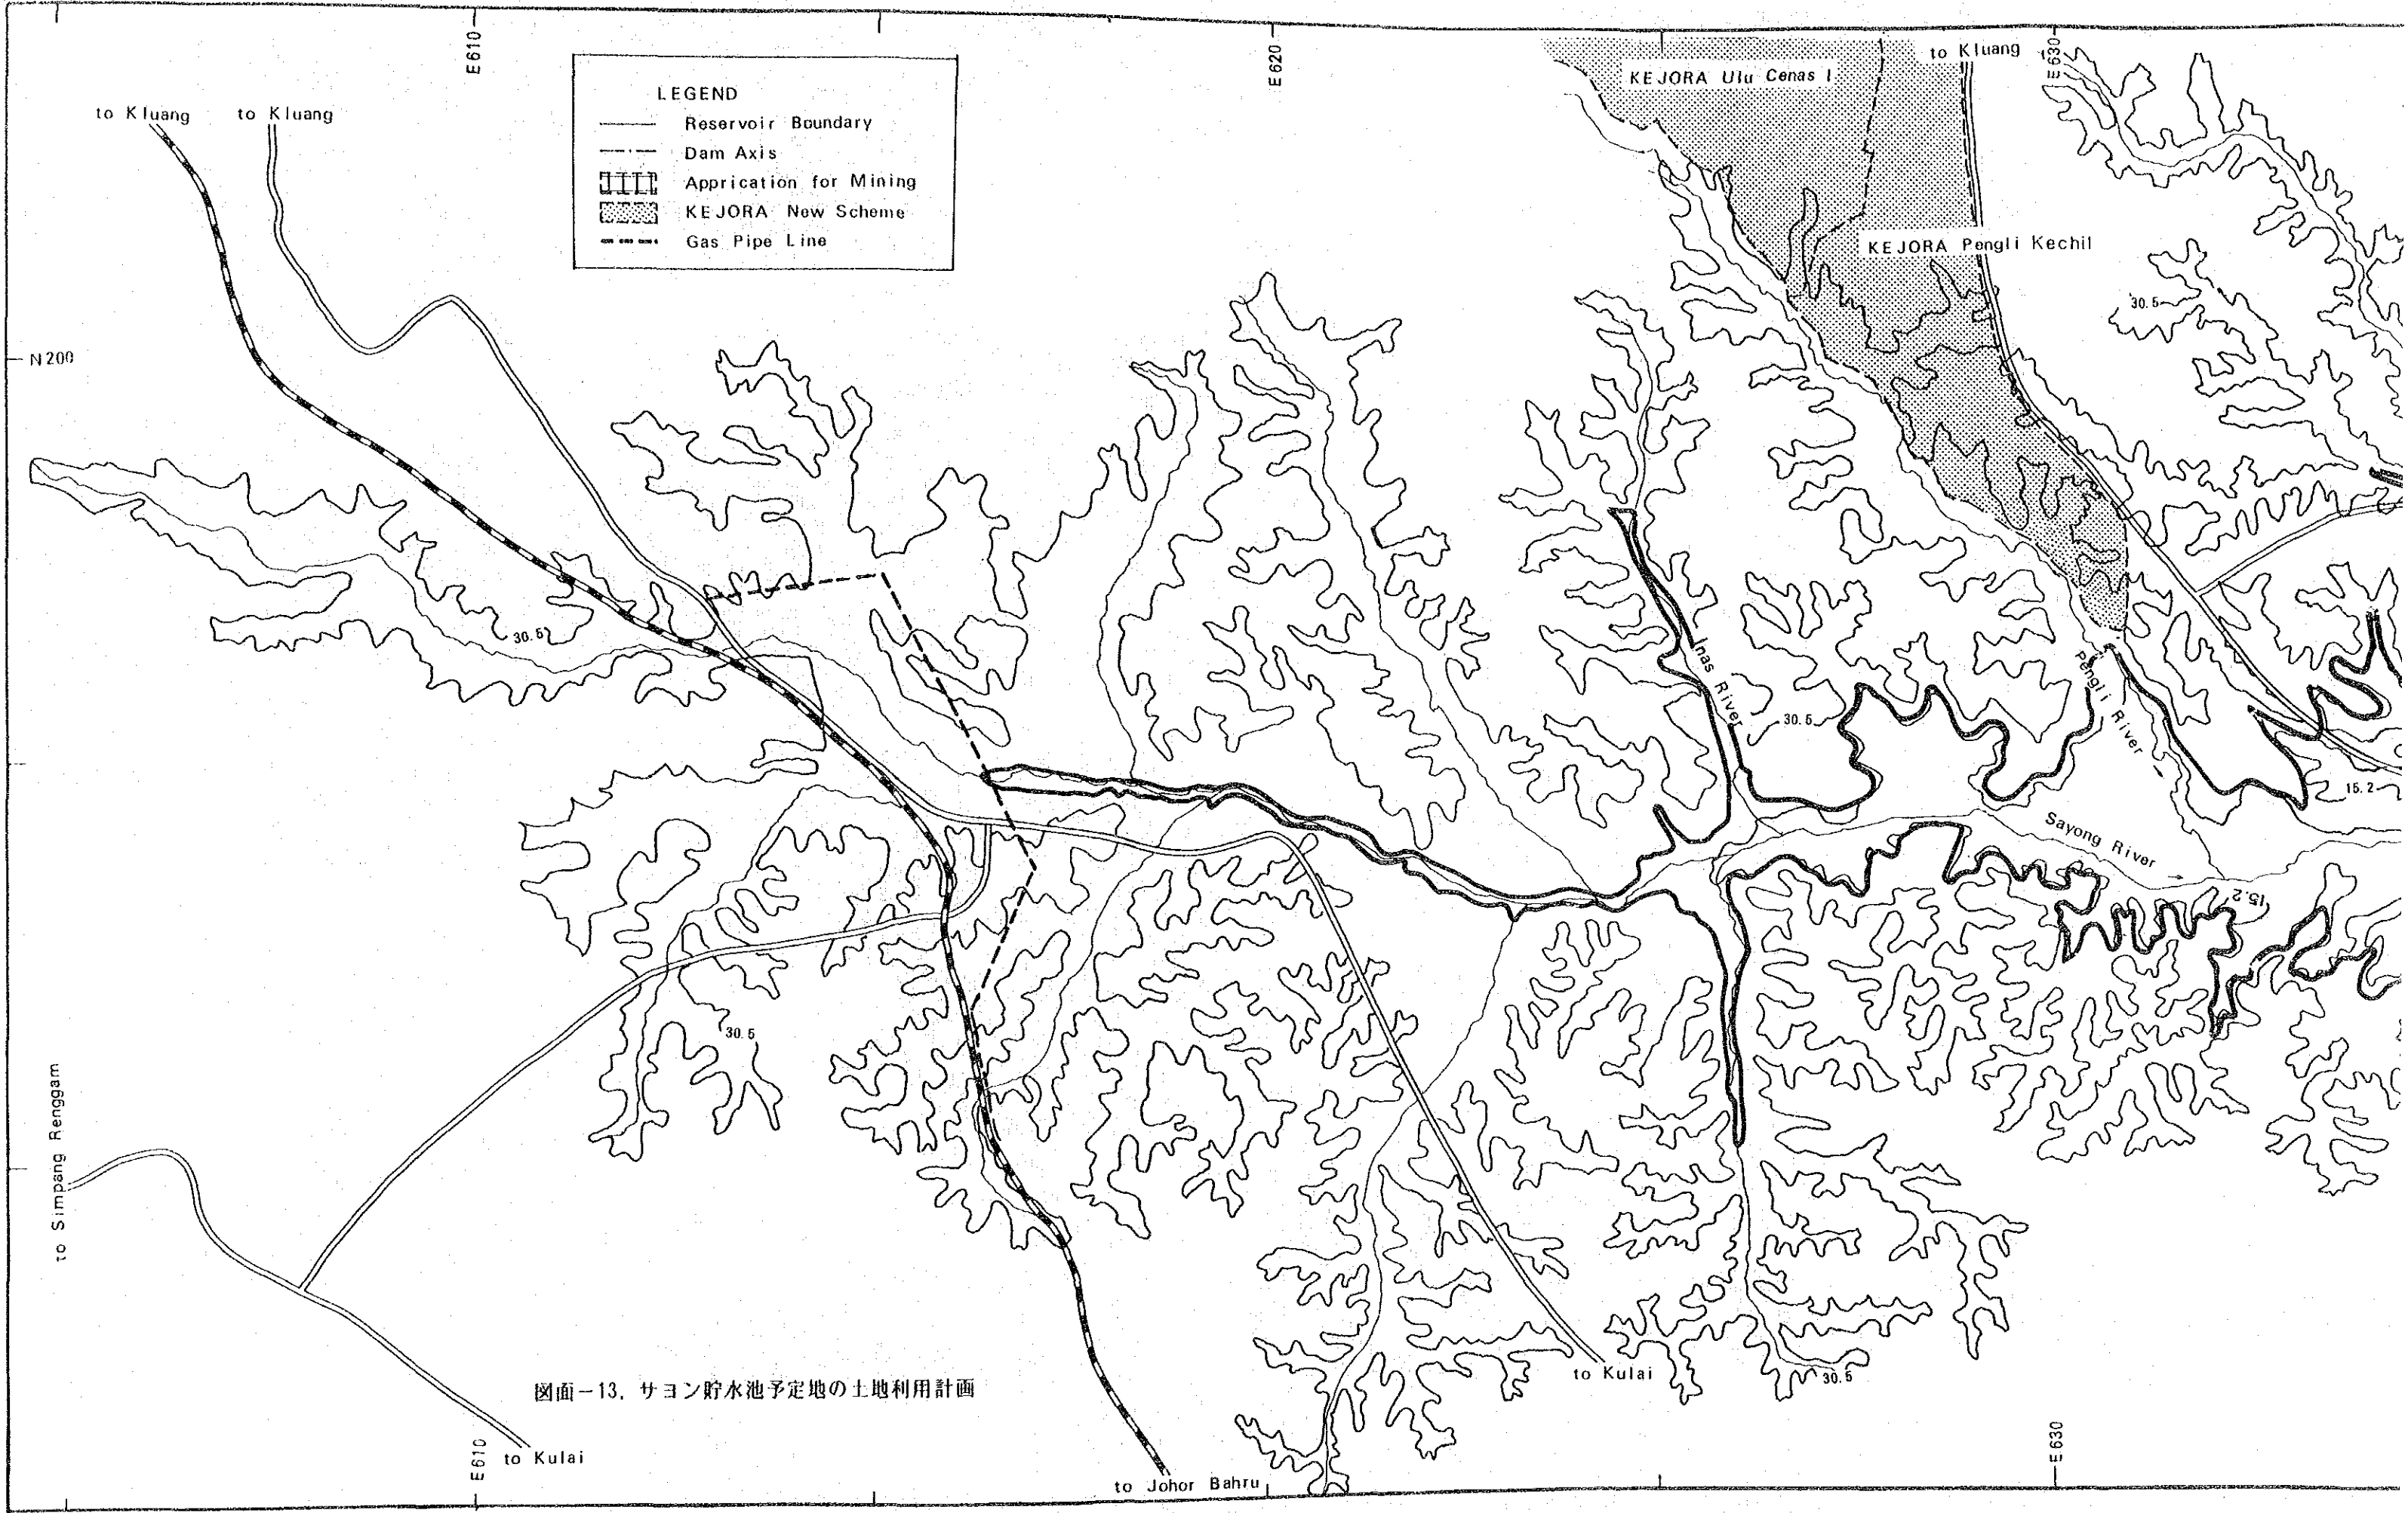 E610
E620
to Kluang
E630
KEJORA Ulu Cenas I
LEGEND
Reservoir Boundary
Dam Axis
Apprication for Mining
KEJORA New Scheme
Gas Pipe Line
to Kluang
to Kluang
KEJORA Pengli Kechil
30.5
N200
30.5
Inas River
Pengli River
30.5
15.2
Sayong River
15.2
30.5
to Simpang Renggam
図面-13. サヨン貯水池予定地の土地利用計画
to Kulai
30.5
E610
to Kulai
to Johor Bahru
E630